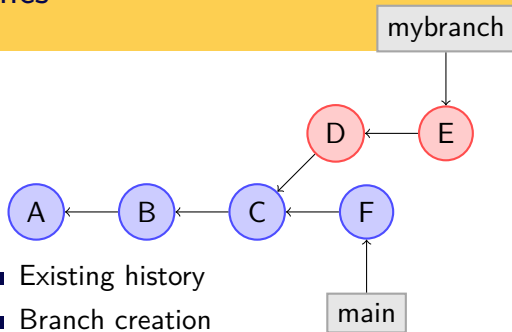 mybranch
D E
A B C F
Existing history
Branch creation
main